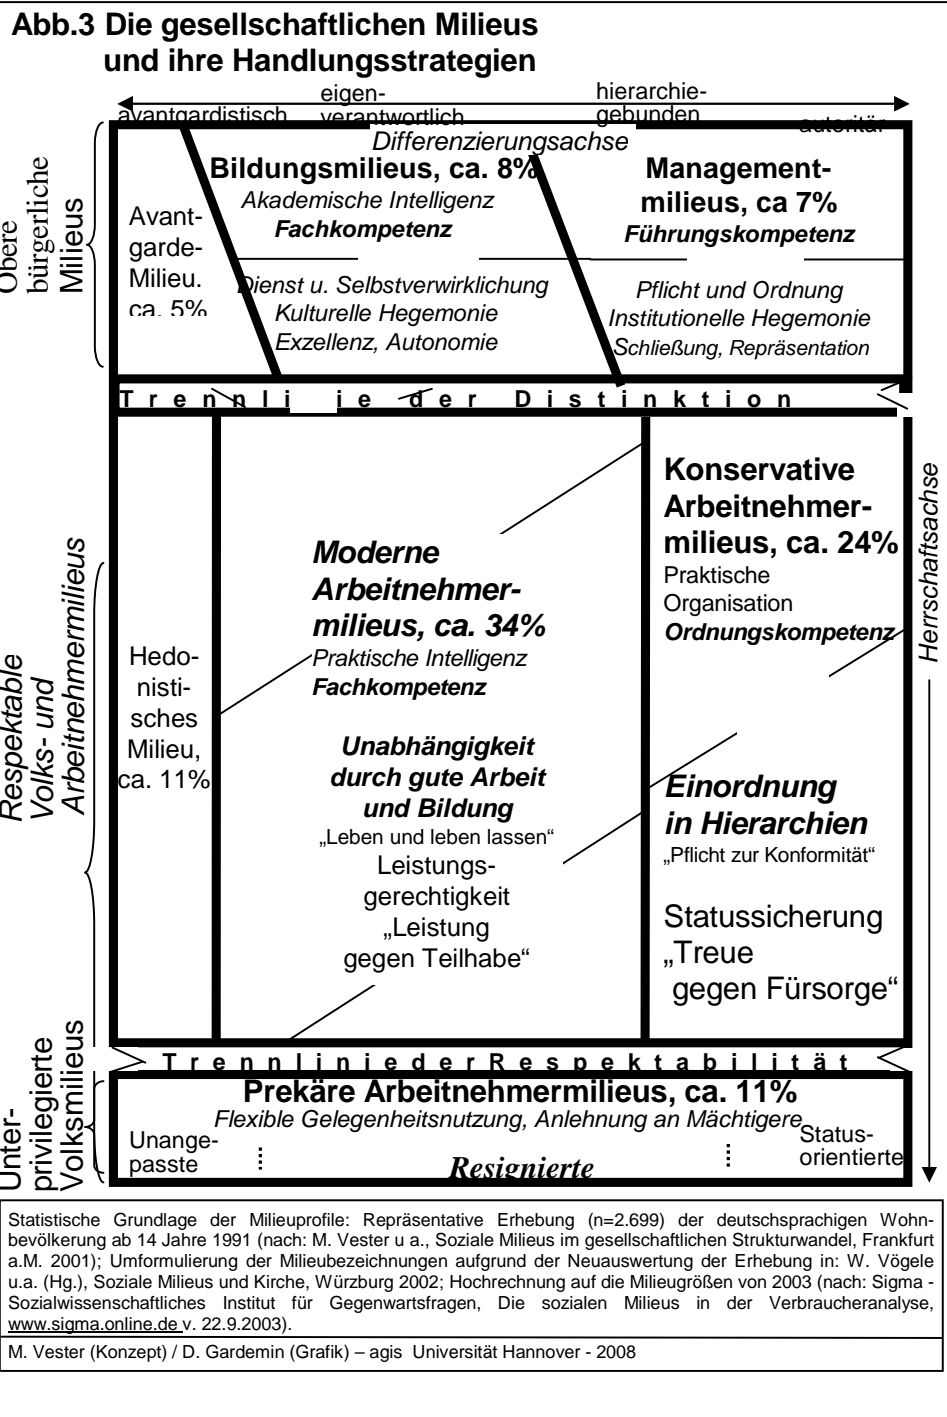 Abb.3 Die gesellschaftlichen Milieus
und ihre Handlungsstrategien
avantgardistisch
eigen-
verantwortlich
hierarchie-
gebunden
autoritär
Differenzierungsachse
Obere
bürgerliche
Milieus
Avant-
garde-
Milieu.
ca. 5%
Bildungsmilieus, ca. 8%
Akademische Intelligenz
Fachkompetenz
Dienst u. Selbstverwirklichung
Kulturelle Hegemonie
Exzellenz, Autonomie
Management-
milieus, ca 7%
Führungskompetenz
Pflicht und Ordnung
Institutionelle Hegemonie
Schließung, Repräsentation
Trennli ie der Distinktion
Respektable
Volks- und
Arbeitnehmermilieus
Hedo-
nisti-
sches
Milieu,
ca. 11%
Moderne
Arbeitnehmer-
milieus, ca. 34%
Praktische Intelligenz
Fachkompetenz
Unabhängigkeit
durch gute Arbeit
und Bildung
„Leben und leben lassen“
Leistungs-
gerechtigkeit
„Leistung
gegen Teilhabe“
Konservative
Arbeitnehmer-
milieus, ca. 24%
Praktische
Organisation
Ordnungskompetenz
Einordnung
in Hierarchien
„Pflicht zur Konformität“
Statussicherung
„Treue
gegen Fürsorge“
Herrschaftsachse
TrennliniederRespektabilität
Unter-
privilegierte
Volksmilieus
Prekäre Arbeitnehmermilieus, ca. 11%
Flexible Gelegenheitsnutzung, Anlehnung an Mächtigere
Unange-
passte
Resignierte
Status-
orientierte
Statistische Grundlage der Milieuprofile: Repräsentative Erhebung (n=2.699) der deutschsprachigen Wohn-
bevölkerung ab 14 Jahre 1991 (nach: M. Vester u a., Soziale Milieus im gesellschaftlichen Strukturwandel, Frankfurt
a.M. 2001); Umformulierung der Milieubezeichnungen aufgrund der Neuauswertung der Erhebung in: W. Vögele
u.a. (Hg.), Soziale Milieus und Kirche, Würzburg 2002; Hochrechnung auf die Milieugrößen von 2003 (nach: Sigma -
Sozialwissenschaftliches Institut für Gegenwartsfragen, Die sozialen Milieus in der Verbraucheranalyse,
www.sigma.online.de v. 22.9.2003).
M. Vester (Konzept) / D. Gardemin (Grafik) – agis Universität Hannover - 2008